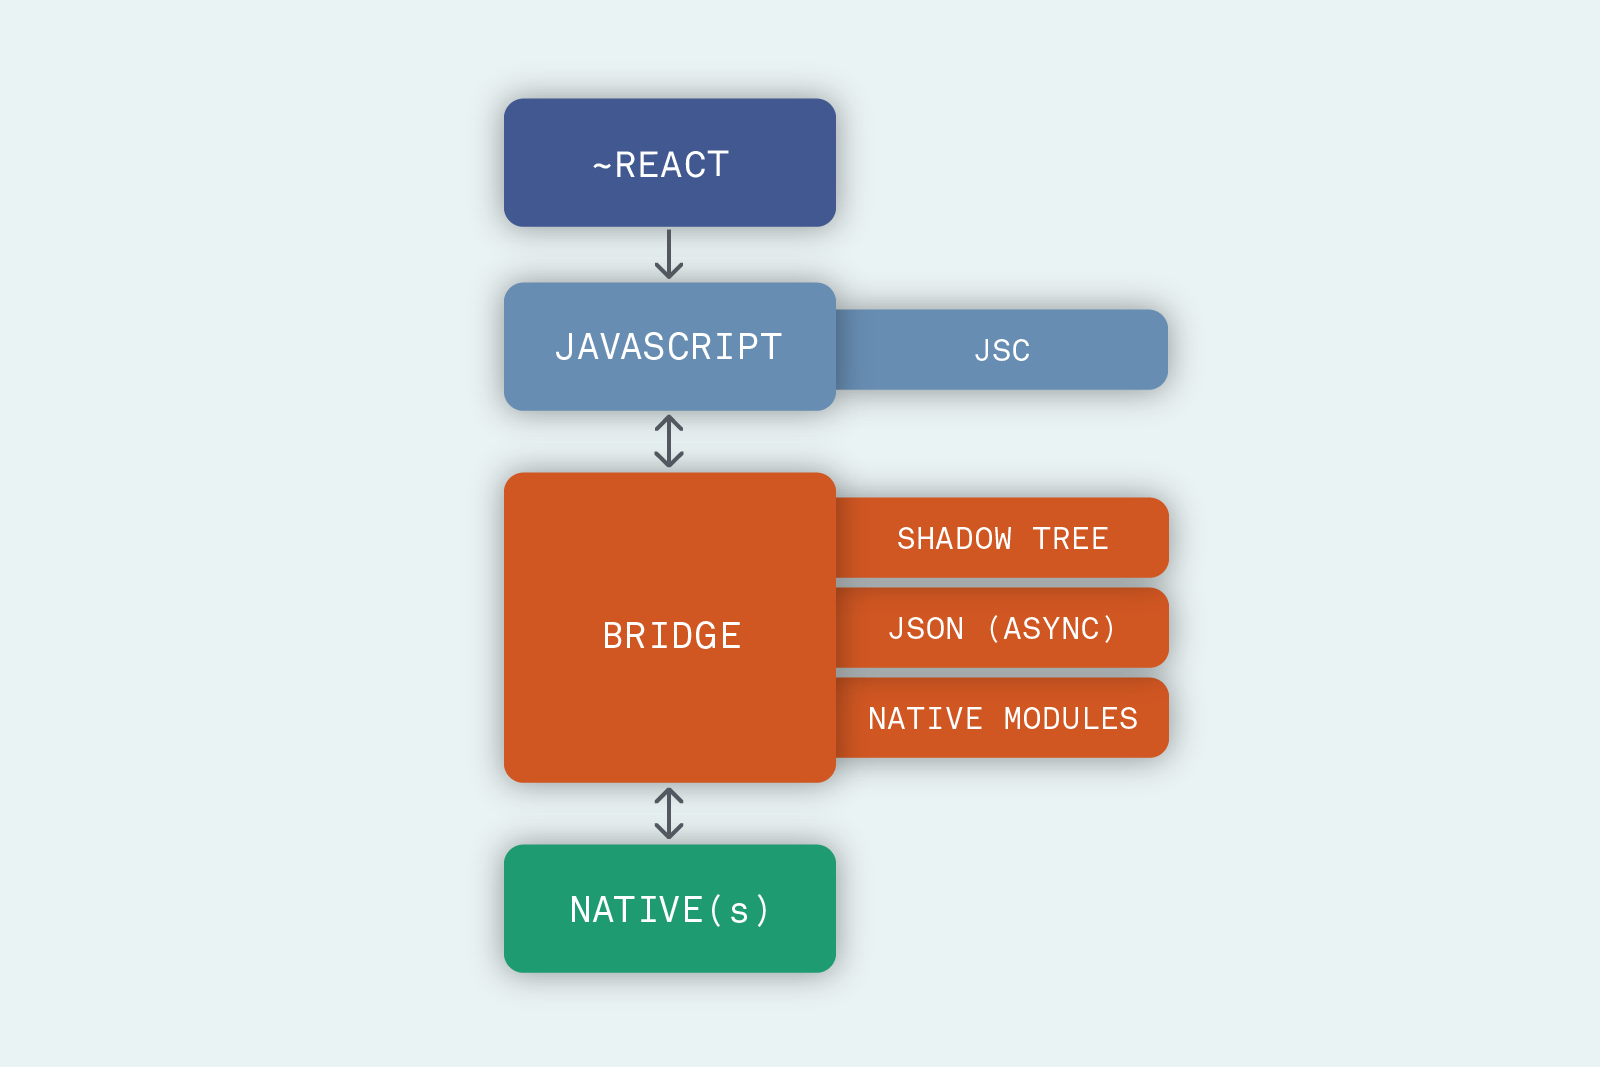 ~REACT
JAVASCRIPT
JSC
BRIDGE
SHADOW TREE
JSON (ASYNC)
NATIVE MODULES
NATIVE(s)